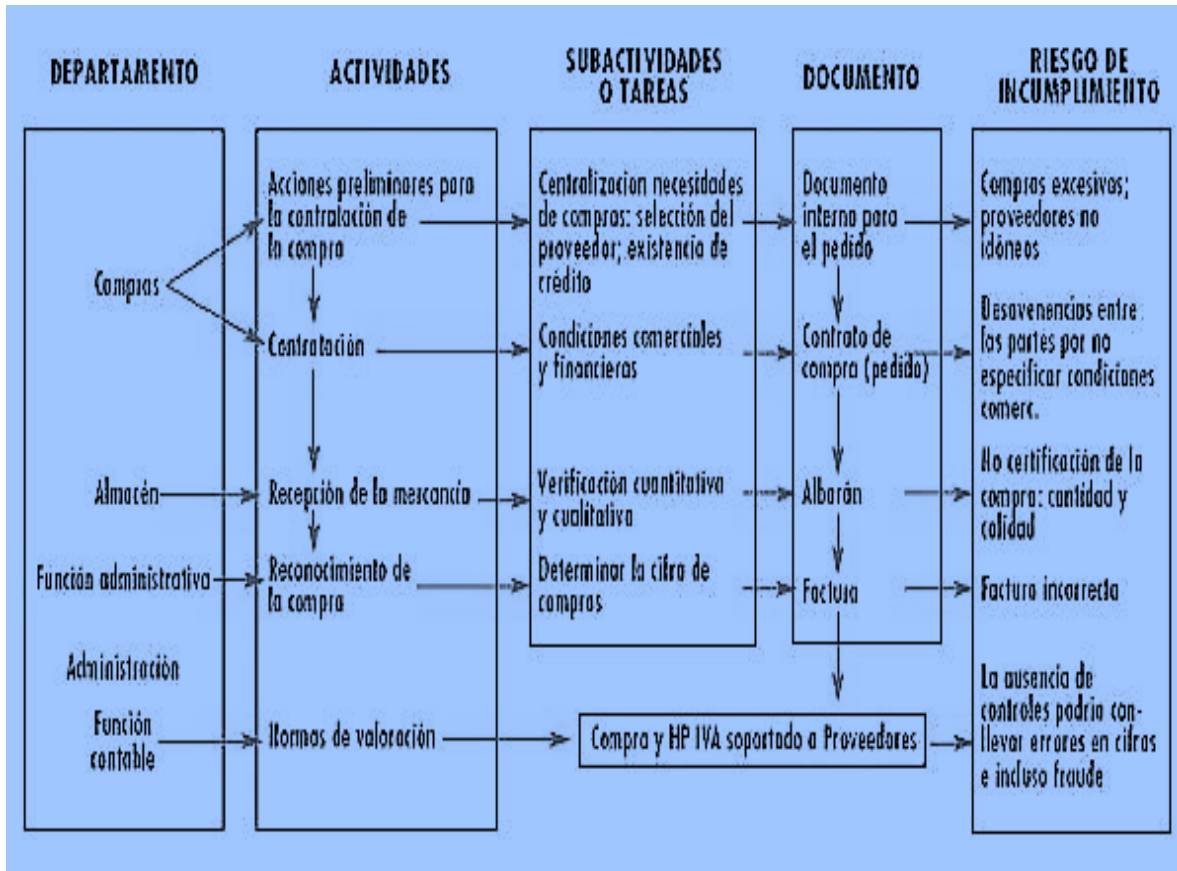 DEPARTAMENTO
ACTIVIDADES
SUBACTIVIDADES
O TAREAS
DOCUMENTO
RIESGO DE
INCUMPLIMIENTO
Compras
Acciones preliminares para
la contratación de
la compra
Centralizacion necesidades
de compras: selección del
proveedor; existencia de
crédito
Documento
interno para
el pedido
Compras excesivas;
proveedores no
idóneos
Contratación
Condiciones comerciales
y financieras
Contrato de
compra (pedido)
Desavenencias entre
las partes por no
especificar condiciones
comerc.
Almacén
Recepción de la mercancía
Verificación cuantitativa
y cualitativa
Albarán
No certificación de la
compra: cantidad y
calidad
Función administrativa
Reconocimiento de
la compra
Determinar la cifra de
compras
Factura
Factura incorrecta
Administración
Función
contable
Normas de valoración
Compra y HP IVA soportado a Proveedores
La ausencia de
controles podría con-
llevar errores en cifras
e incluso fraude